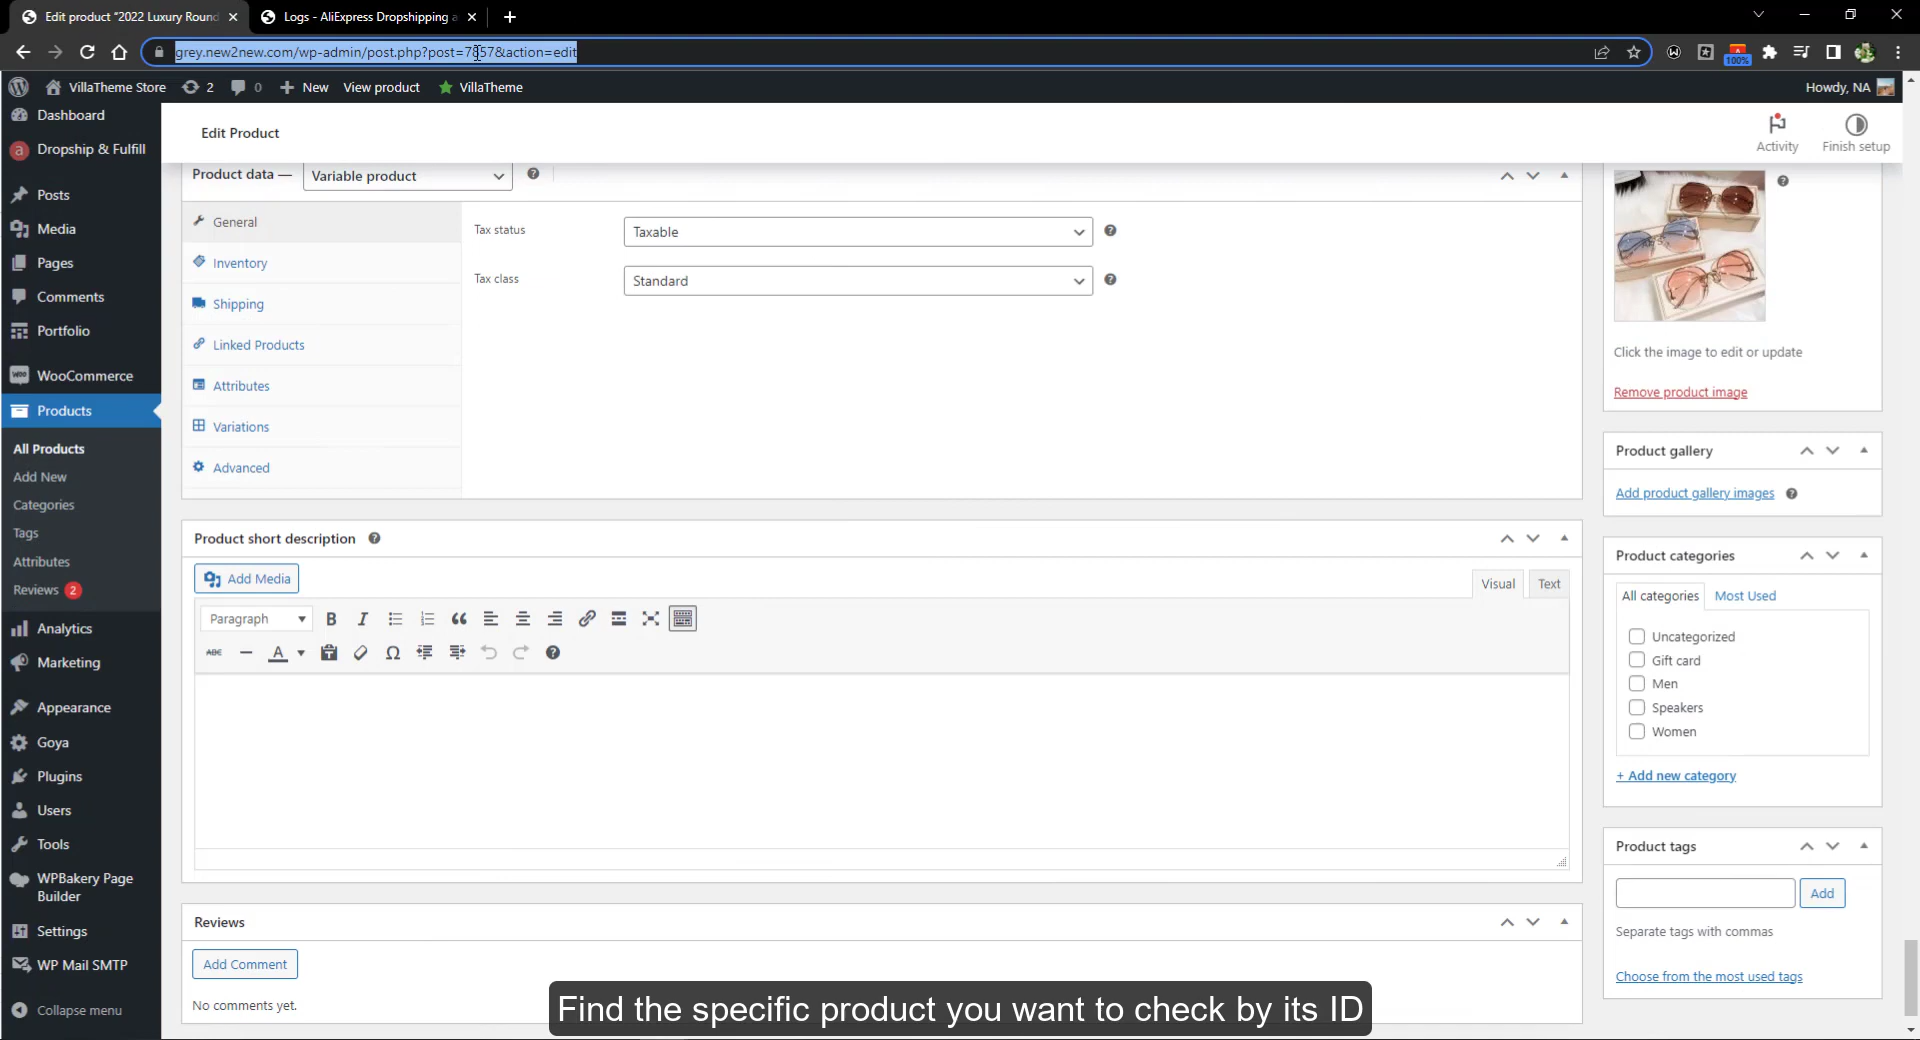 Edit product "2022 Luxury Round
Logs - AliExpress Dropshipping a
grey.new2new.com/wp-admin/post.php?post=7857&action=edit
100%
VillaTheme Store
2
0
New
View product
VillaTheme
Howdy, NA
Dashboard
Dropship & Fulfill
Posts
Media
Pages
Comments
Portfolio
WooCommerce
Products
All Products
Add New
Categories
Tags
Attributes
Reviews 2
Analytics
Marketing
Appearance
Goya
Plugins
Users
Tools
WPBakery Page
Builder
Settings
WP Mail SMTP
Collapse menu
Edit Product
Activity
Finish setup
Product data —
Variable product
General
Inventory
Shipping
Linked Products
Attributes
Variations
Advanced
Tax status
Taxable
Tax class
Standard
Product short description
Add Media
Visual
Text
Paragraph
B
I
ABC
A
Ω
Reviews
Add Comment
No comments yet.
Click the image to edit or update
Remove product image
Product gallery
Add product gallery images
Product categories
All categories
Most Used
Uncategorized
Gift card
Men
Speakers
Women
+ Add new category
Product tags
Add
Separate tags with commas
Choose from the most used tags
Find the specific product you want to check by its ID